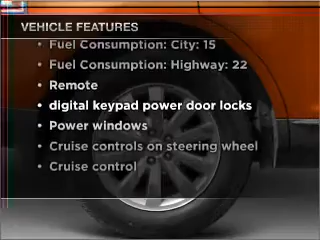 VEHICLE FEATURES
• Fuel Consumption: City: 15
• Fuel Consumption: Highway: 22
• Remote
• digital keypad power door locks
• Power windows
• Cruise controls on steering wheel
• Cruise control